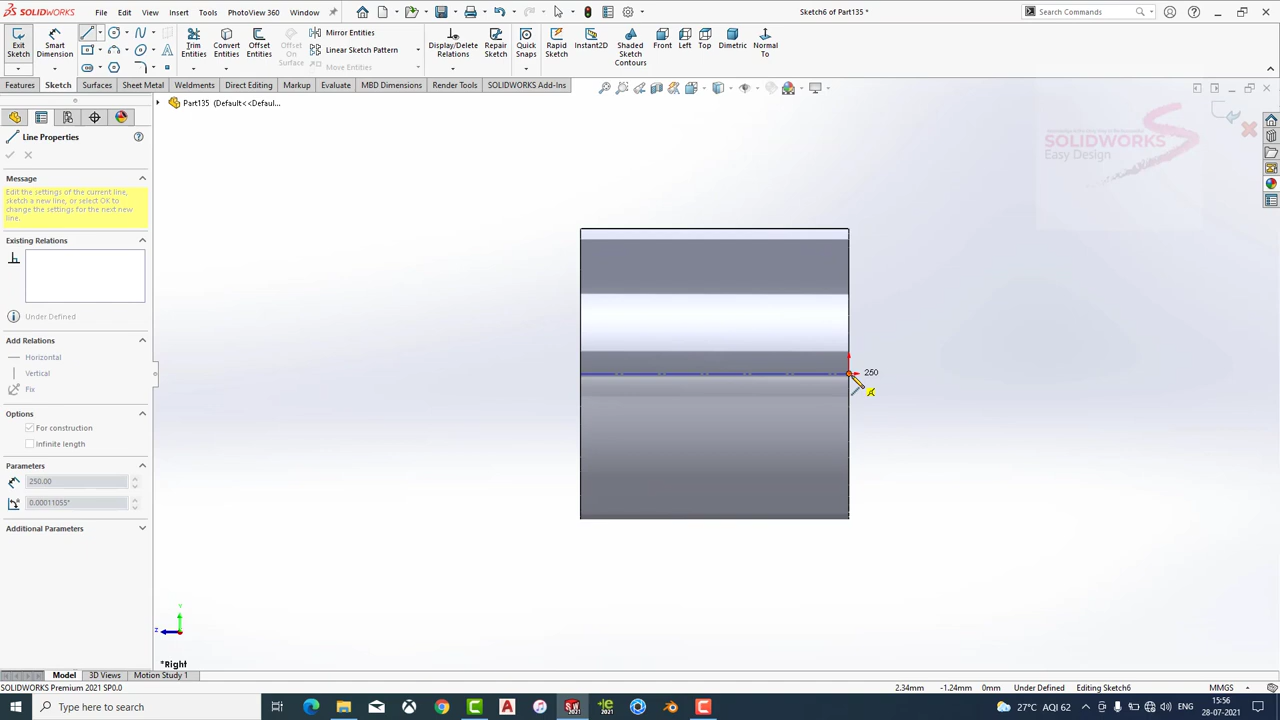 SOLIDWORKS
File
Edit
View
Insert
Tools
PhotoView 360
Window
Sketch6 of Part135 *
Search Commands
Exit Sketch
Smart Dimension
Trim Entities
Convert Entities
Offset Entities
Offset On Surface
Mirror Entities
Linear Sketch Pattern
Move Entities
Display/Delete Relations
Repair Sketch
Quick Snaps
Rapid Sketch
Instant2D
Shaded Sketch Contours
Front
Left
Top
Dimetric
Normal To
Features
Sketch
Surfaces
Sheet Metal
Weldments
Direct Editing
Markup
Evaluate
MBD Dimensions
Render Tools
SOLIDWORKS Add-Ins
Part135 (Default<<Defaul...
Line Properties
Message
Edit the settings of the current line,
sketch a new line, or select OK to
change the settings for the next new
line.
Existing Relations
Under Defined
Add Relations
Horizontal
Vertical
Fix
Options
For construction
Infinite length
Parameters
250.00
0.00011055°
Additional Parameters
SOLIDWORKS
Easy Design
250
Y
Z
*Right
Model
3D Views
Motion Study 1
SOLIDWORKS Premium 2021 SP0.0
2.34mm
-1.24mm
0mm
Under Defined
Editing Sketch6
MMGS
Type here to search
27°C AQI 62
ENG
15:56
28-07-2021